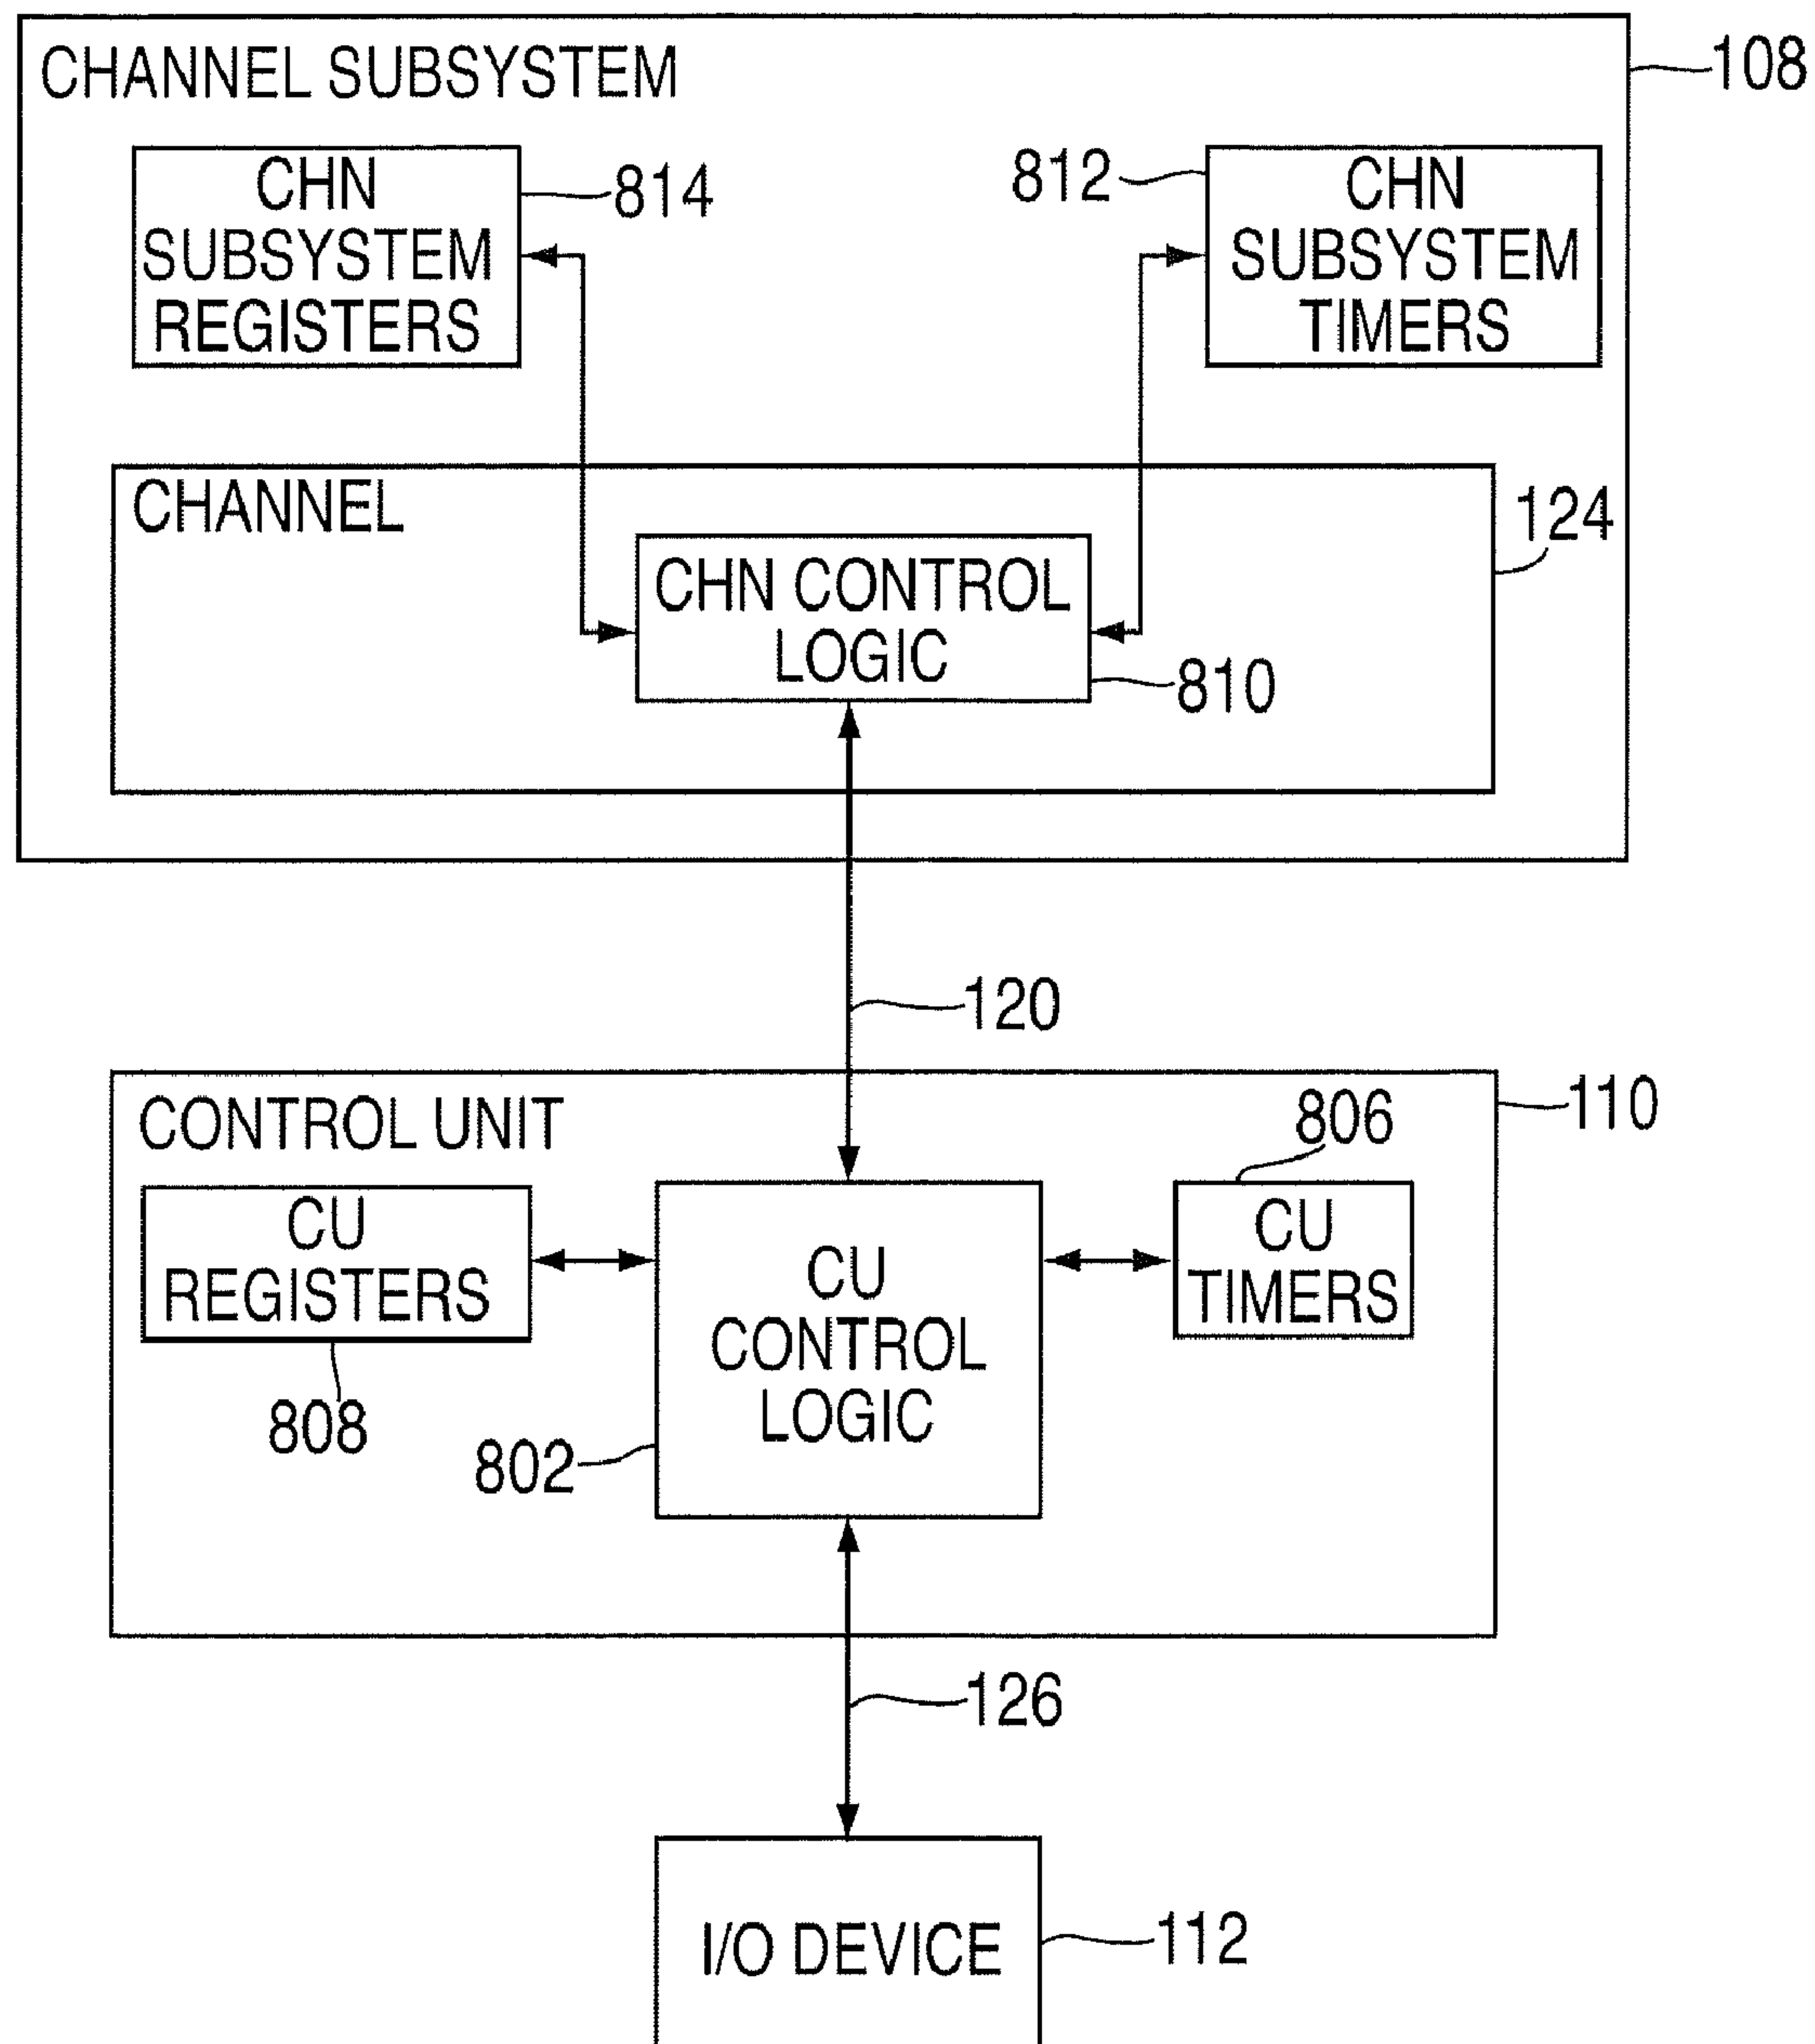 CHANNEL SUBSYSTEM
108
CHN
SUBSYSTEM
REGISTERS
814
812
CHN
SUBSYSTEM
TIMERS
CHANNEL
124
CHN CONTROL
LOGIC
810
120
CONTROL UNIT
110
806
CU
REGISTERS
808
CU
CONTROL
LOGIC
802
CU
TIMERS
126
I/O DEVICE
112